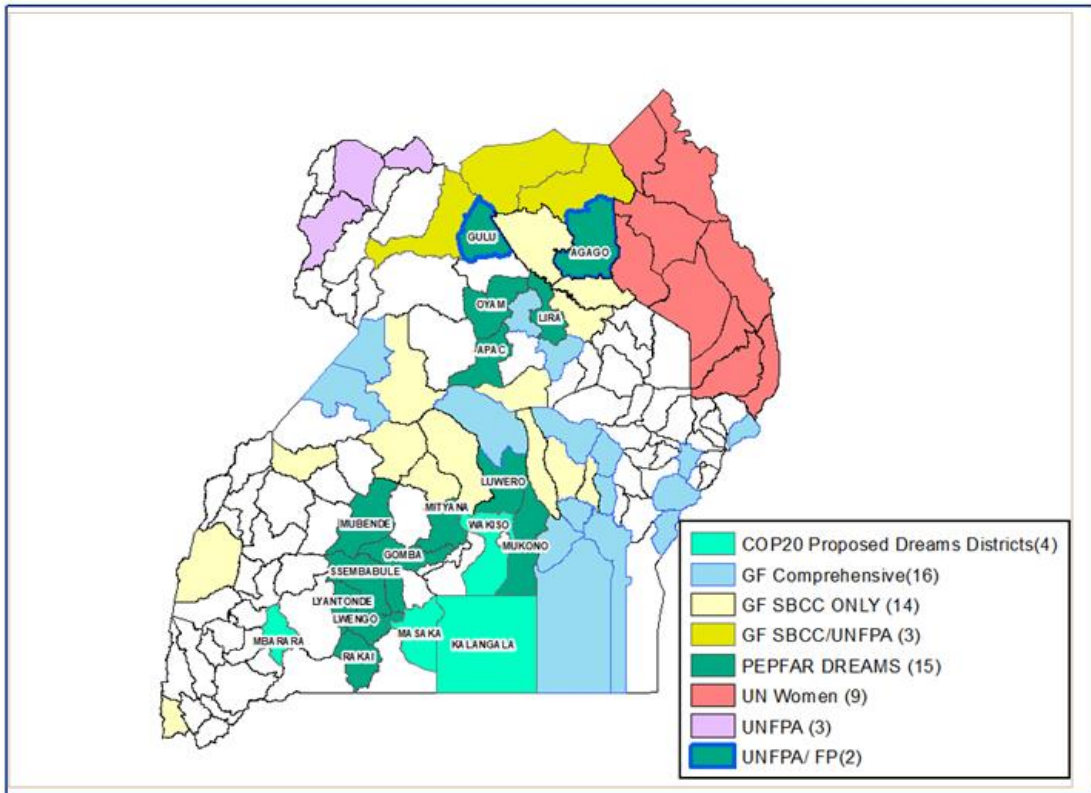 GULU
AGAGO
OYAM
LIRA
APAC
LUWERO
MITYANA
MUBENDE
WAKISO
MUKONO
GOMBA
SSEMBABULE
LYANTONDE
LWENGO
MASAKA
KALANGALA
MBARARA
RAKAI
COP20 Proposed Dreams Districts(4)
GF Comprehensive(16)
GF SBCC ONLY (14)
GF SBCC/UNFPA (3)
PEPFAR DREAMS (15)
UN Women (9)
UNFPA (3)
UNFPA/ FP(2)